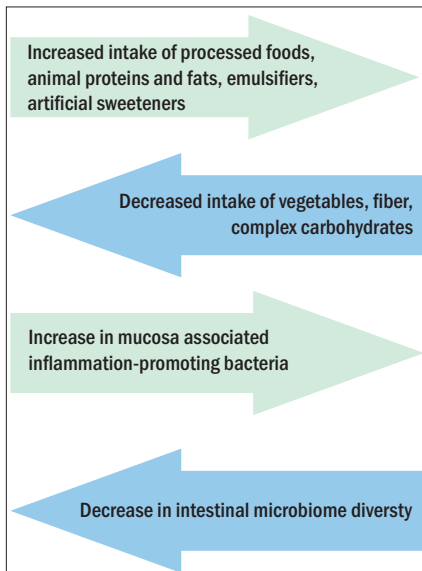 Increased intake of processed foods,
animal proteins and fats, emulsifiers,
artificial sweeteners
Decreased intake of vegetables, fiber,
complex carbohydrates
Increase in mucosa associated
inflammation-promoting bacteria
Decrease in intestinal microbiome diversty